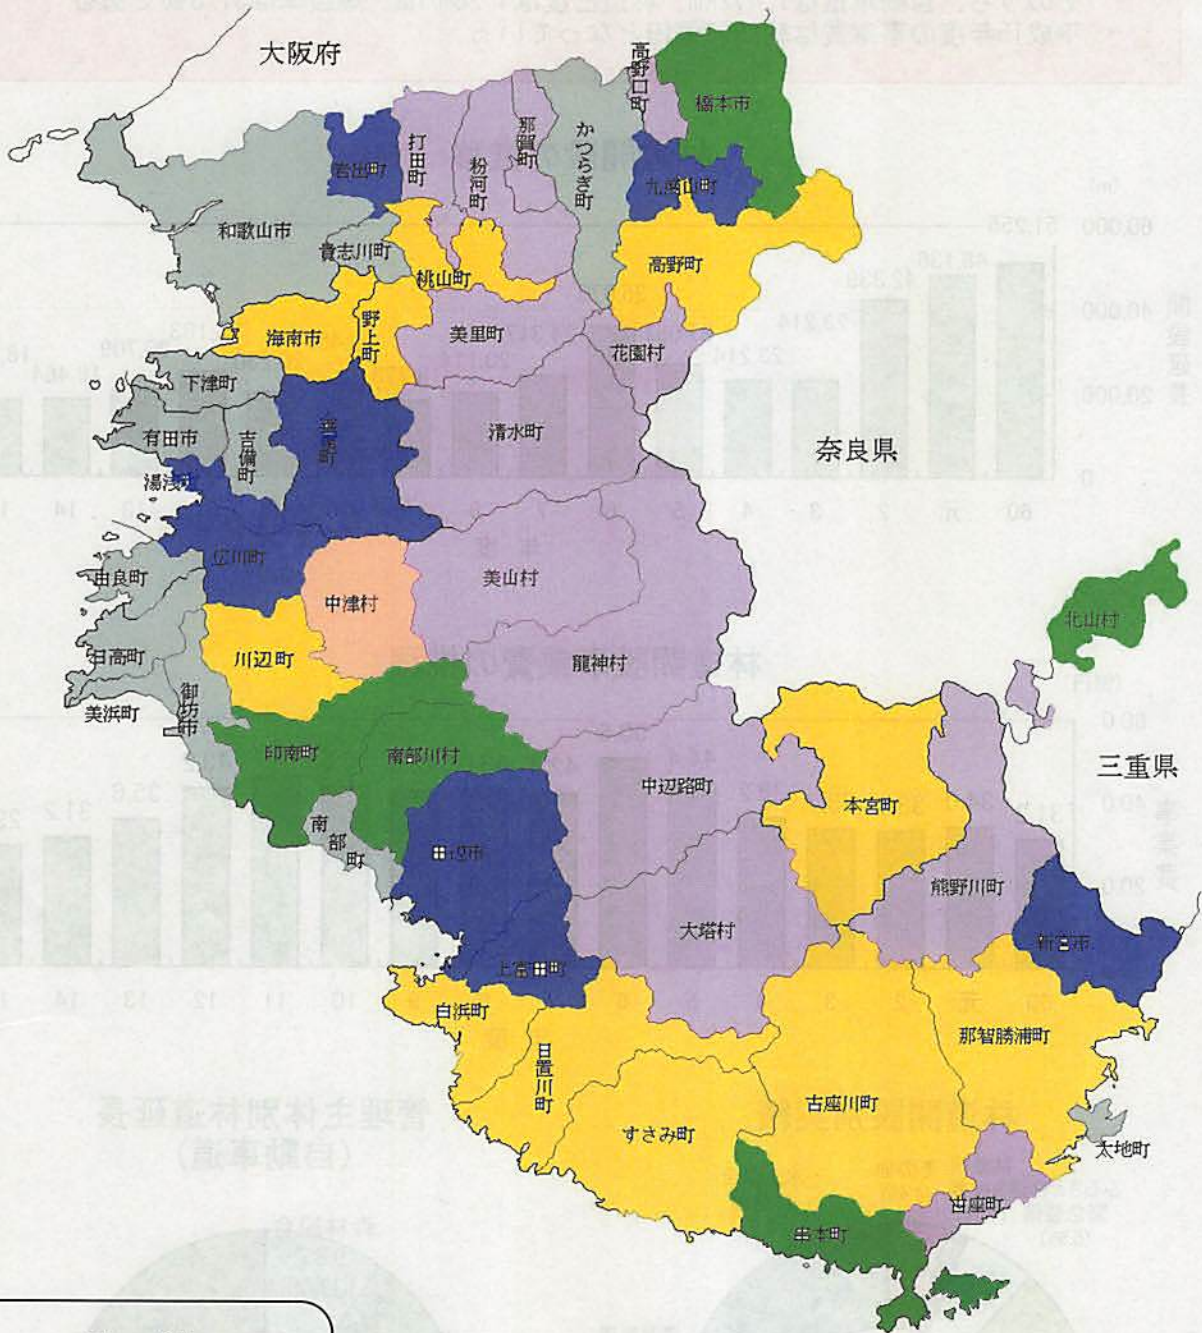 大阪府
高野口町
橋本市
那賀町
かつらぎ町
打田町
粉河町
岩出町
九度山町
和歌山市
貴志川町
高野町
桃山町
海南市
野上町
美里町
花園村
下津町
清水町
有田市
吉備町
奈良県
湯浅町
広川町
由良町
美山村
中津村
北山村
日高町
川辺町
龍神村
御坊市
美浜町
印南町
南部川村
三重県
中辺路町
本宮町
南部町
田辺市
熊野川町
大塔村
新宮市
上富田町
白浜町
那智勝浦町
日置川町
古座川町
すさみ町
太地町
古座町
串本町